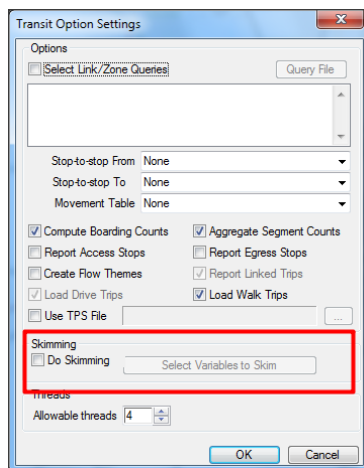 Transit Option Settings
Options
Select Link/Zone Queries Query File
Stop-to-stop From None
Stop-to-stop To None
Movement Table None
Compute Boarding Counts Aggregate Segment Counts
Report Access Stops Report Egress Stops
Create Flow Themes Report Linked Trips
Load Drive Trips Load Walk Trips
Use TPS File ...
Skimming
Do Skimming Select Variables to Skim
Threads
Allowable threads 4
OK Cancel